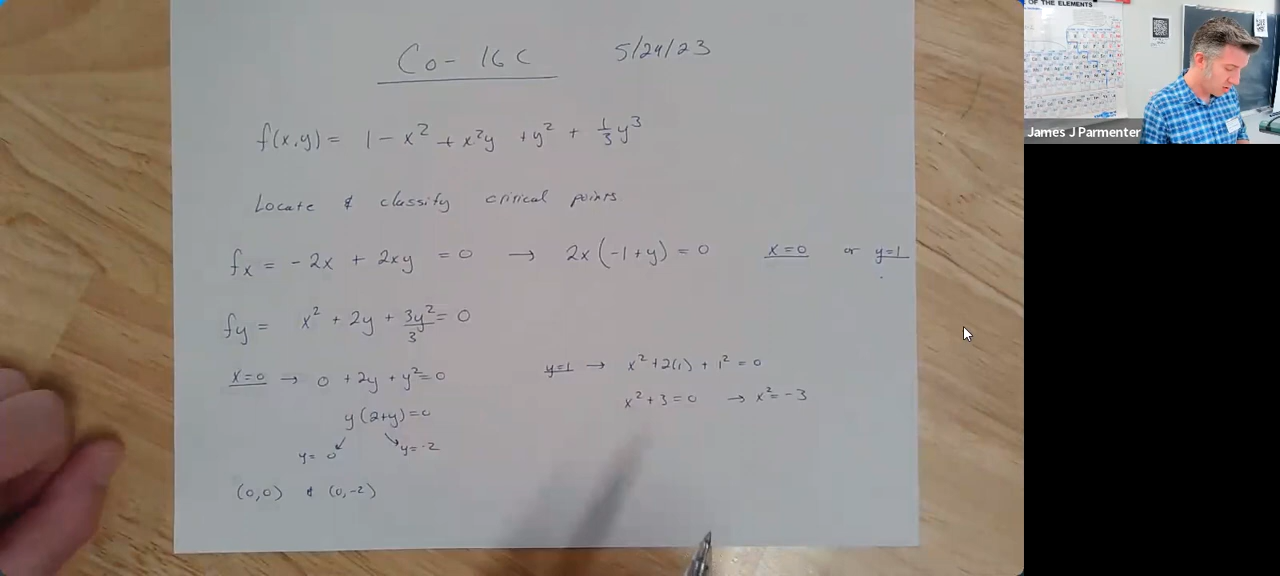 Co-16C 5/24/23
f(x,y) = 1 - x² + x²y + y² + 1/3 y³
Locate & classify critical points
fx = -2x + 2xy = 0 → 2x(-1+y) = 0 x=0 or y=1
fy = x² + 2y + 3y²/3 = 0
x=0 → 0 + 2y + y² = 0
y(2+y)=0
y= 0 y=-2
(0,0) & (0,-2)
y=1 → x²+2(1) + 1² = 0
x²+3=0 → x²=-3
OF THE ELEMENTS
James J Parmenter